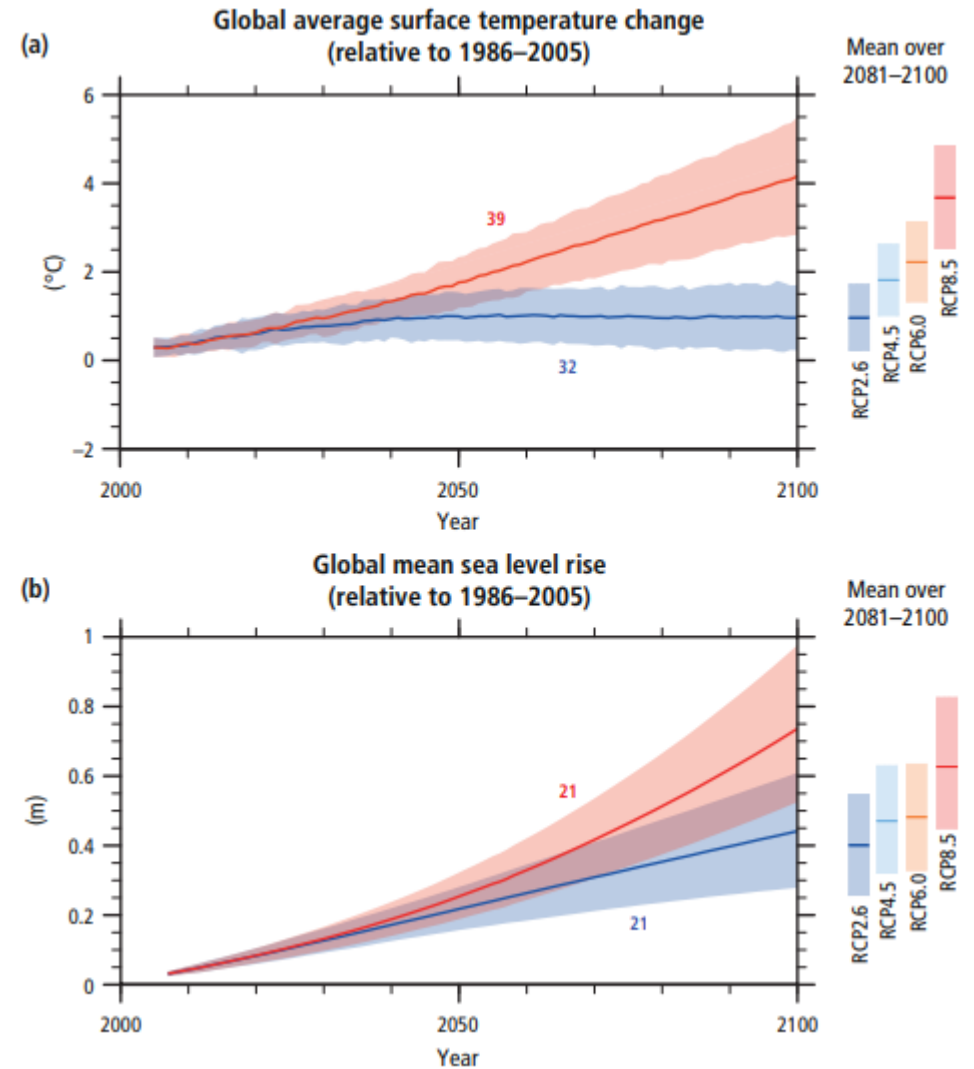 (a)
Global average surface temperature change
(relative to 1986–2005)
Mean over
2081–2100
6
4
2
0
−2
(°C)
39
32
2000
2050
2100
Year
RCP2.6
RCP4.5
RCP6.0
RCP8.5
(b)
Global mean sea level rise
(relative to 1986–2005)
Mean over
2081–2100
1
0.8
0.6
0.4
0.2
0
(m)
21
21
2000
2050
2100
Year
RCP2.6
RCP4.5
RCP6.0
RCP8.5